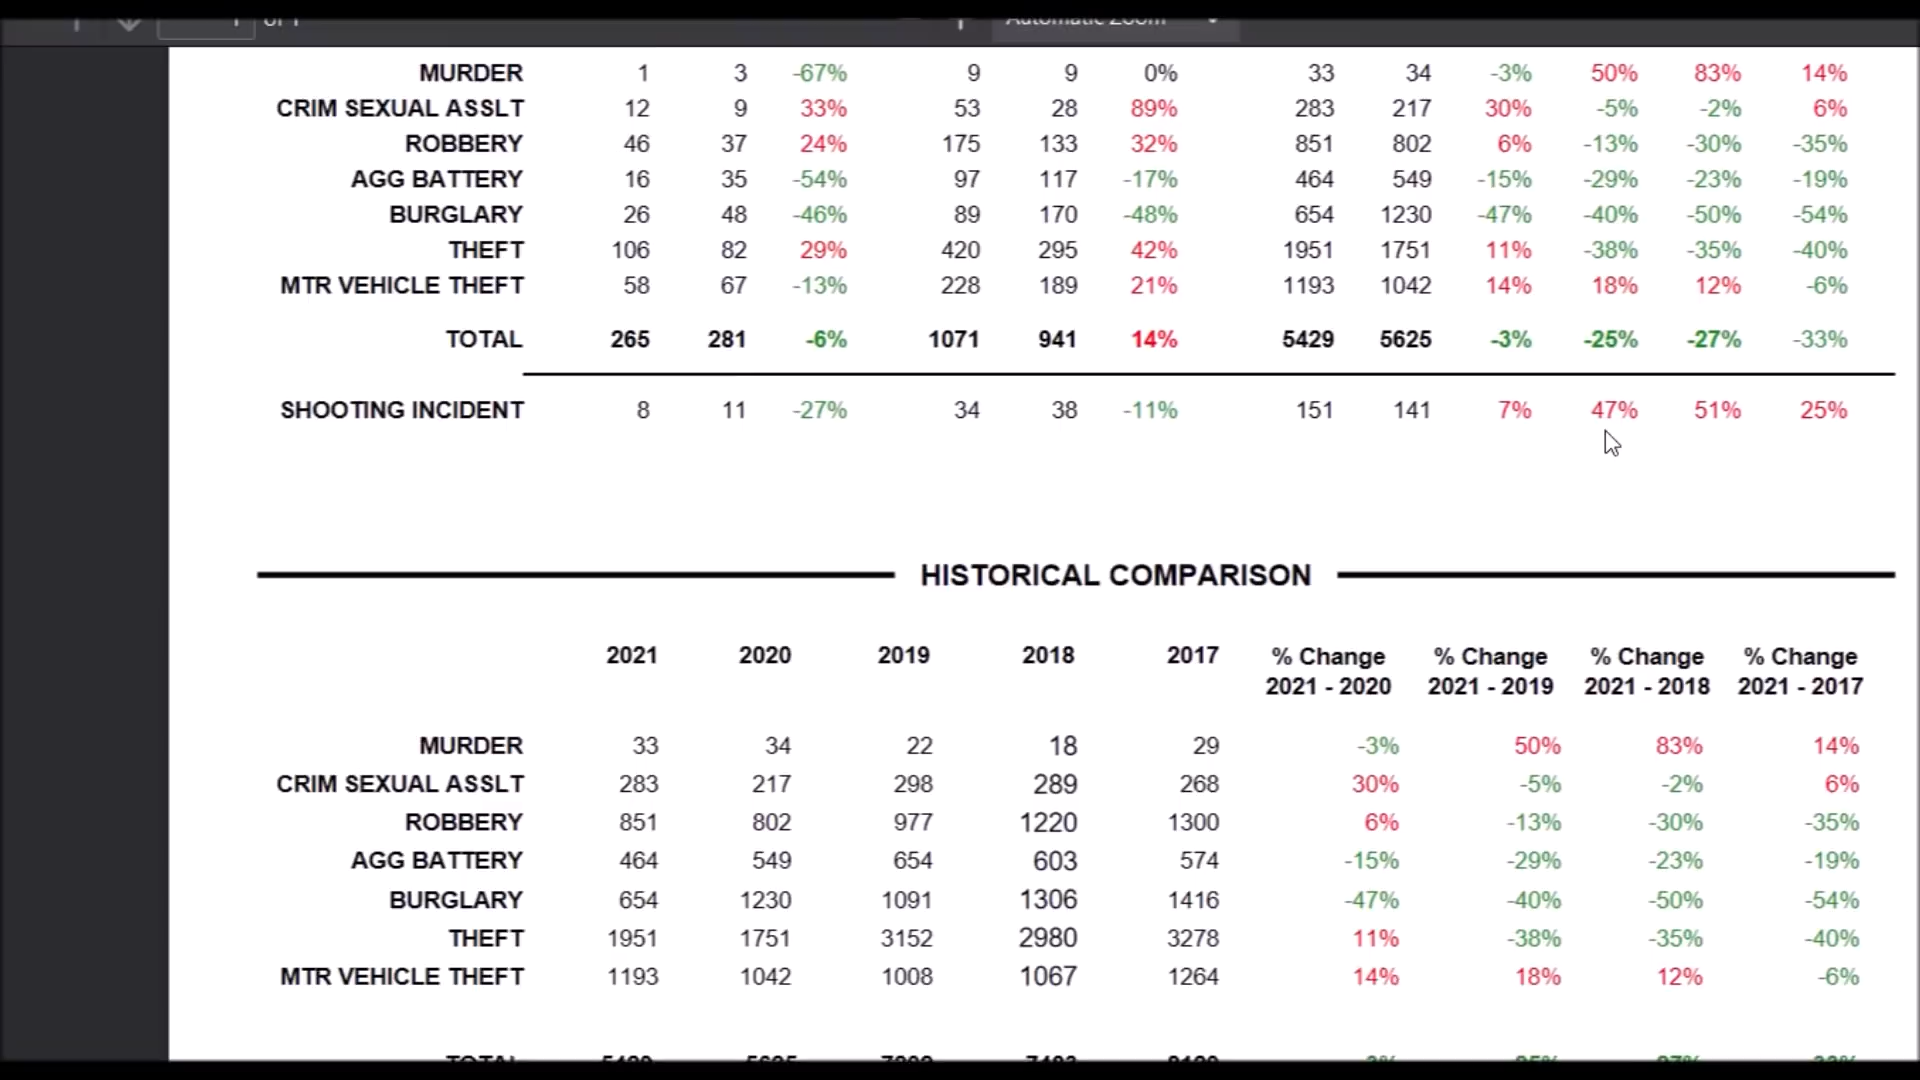 Automatic Zoom
MURDER 1 3 -67% 9 9 0% 33 34 -3% 50% 83% 14%
CRIM SEXUAL ASSLT 12 9 33% 53 28 89% 283 217 30% -5% -2% 6%
ROBBERY 46 37 24% 175 133 32% 851 802 6% -13% -30% -35%
AGG BATTERY 16 35 -54% 97 117 -17% 464 549 -15% -29% -23% -19%
BURGLARY 26 48 -46% 89 170 -48% 654 1230 -47% -40% -50% -54%
THEFT 106 82 29% 420 295 42% 1951 1751 11% -38% -35% -40%
MTR VEHICLE THEFT 58 67 -13% 228 189 21% 1193 1042 14% 18% 12% -6%
TOTAL 265 281 -6% 1071 941 14% 5429 5625 -3% -25% -27% -33%
SHOOTING INCIDENT 8 11 -27% 34 38 -11% 151 141 7% 47% 51% 25%
HISTORICAL COMPARISON
2021 2020 2019 2018 2017 % Change % Change % Change % Change
2021 - 2020 2021 - 2019 2021 - 2018 2021 - 2017
MURDER 33 34 22 18 29 -3% 50% 83% 14%
CRIM SEXUAL ASSLT 283 217 298 289 268 30% -5% -2% 6%
ROBBERY 851 802 977 1220 1300 6% -13% -30% -35%
AGG BATTERY 464 549 654 603 574 -15% -29% -23% -19%
BURGLARY 654 1230 1091 1306 1416 -47% -40% -50% -54%
THEFT 1951 1751 3152 2980 3278 11% -38% -35% -40%
MTR VEHICLE THEFT 1193 1042 1008 1067 1264 14% 18% 12% -6%
TOTAL